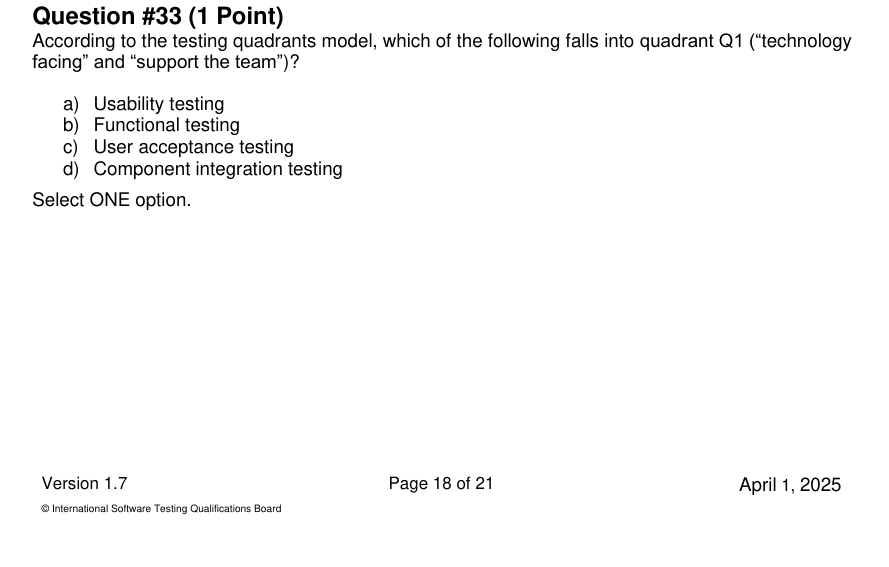 Question #33 (1 Point)
According to the testing quadrants model, which of the following falls into quadrant Q1 (“technology
facing” and “support the team”)?
a) Usability testing
b) Functional testing
c) User acceptance testing
d) Component integration testing
Select ONE option.
Version 1.7 Page 18 of 21 April 1, 2025
© International Software Testing Qualifications Board